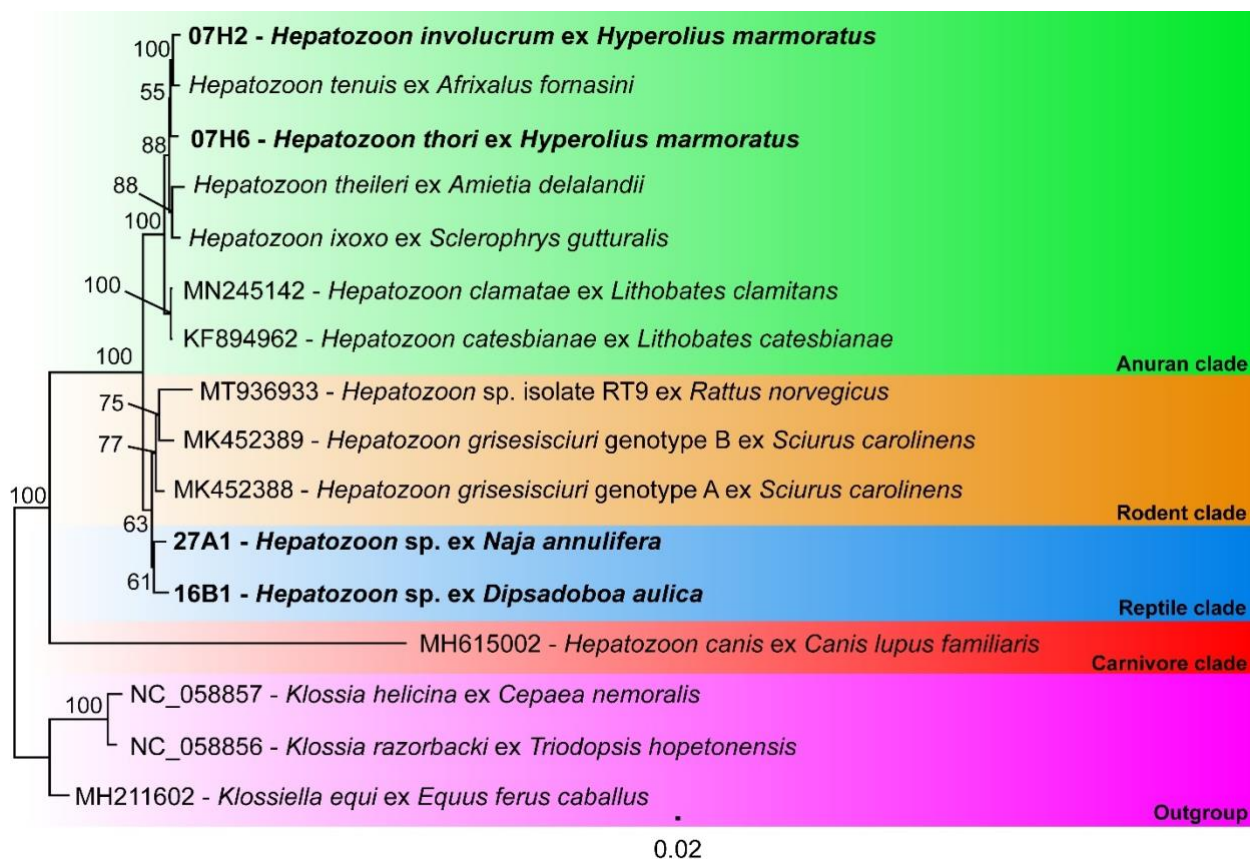 100
07H2 - Hepatozoon involucrum ex Hyperolius marmoratus
55
Hepatozoon tenuis ex Afrixalus fornasini
88
07H6 - Hepatozoon thori ex Hyperolius marmoratus
88
Hepatozoon theileri ex Amietia delalandii
100
Hepatozoon ixoxo ex Sclerophrys gutturalis
100
MN245142 - Hepatozoon clamatae ex Lithobates clamitans
KF894962 - Hepatozoon catesbianae ex Lithobates catesbianae
100
Anuran clade
75
MT936933 - Hepatozoon sp. isolate RT9 ex Rattus norvegicus
77
MK452389 - Hepatozoon grisesisciuri genotype B ex Sciurus carolinens
100
MK452388 - Hepatozoon grisesisciuri genotype A ex Sciurus carolinens
Rodent clade
63
27A1 - Hepatozoon sp. ex Naja annulifera
61
16B1 - Hepatozoon sp. ex Dipsadoboa aulica
Reptile clade
MH615002 - Hepatozoon canis ex Canis lupus familiaris
Carnivore clade
100
NC_058857 - Klossia helicina ex Cepaea nemoralis
NC_058856 - Klossia razorbacki ex Triodopsis hopetonensis
MH211602 - Klossiella equi ex Equus ferus caballus
Outgroup
0.02